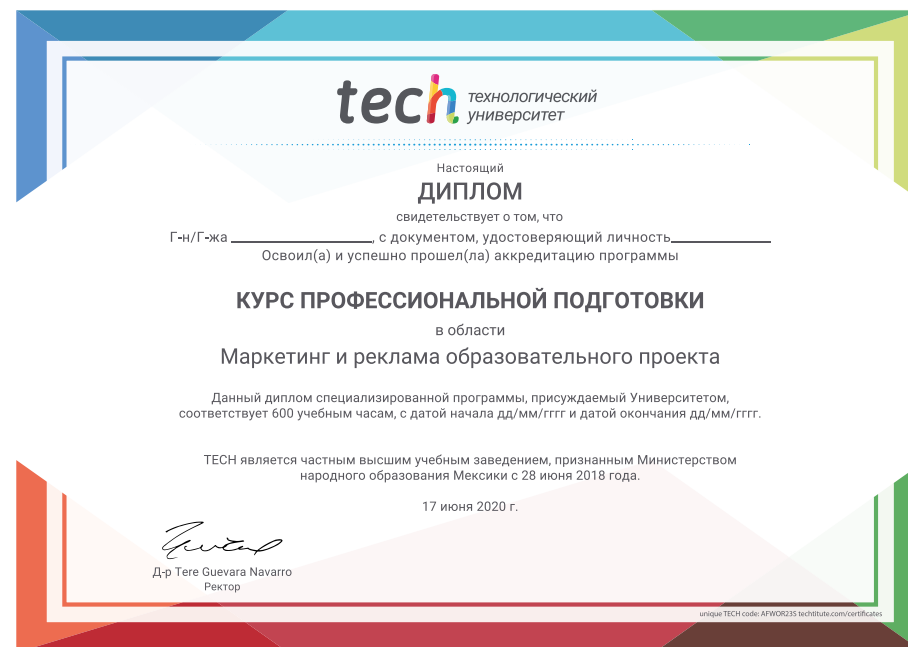 tech технологический
университет
Настоящий
ДИПЛОМ
свидетельствует о том, что
Г-н/Г-жа ____________________, с документом, удостоверяющий личность______________
Освоил(а) и успешно прошел(ла) аккредитацию программы
КУРС ПРОФЕССИОНАЛЬНОЙ ПОДГОТОВКИ
в области
Маркетинг и реклама образовательного проекта
Данный диплом специализированной программы, присуждаемый Университетом,
соответствует 600 учебным часам, с датой начала дд/мм/гггг и датой окончания дд/мм/гггг.
TECH является частным высшим учебным заведением, признанным Министерством
народного образования Мексики с 28 июня 2018 года.
17 июня 2020 г.
Д-р Tere Guevara Navarro
Ректор
unique TECH code: AFWOR23S techtitute.com/certificates